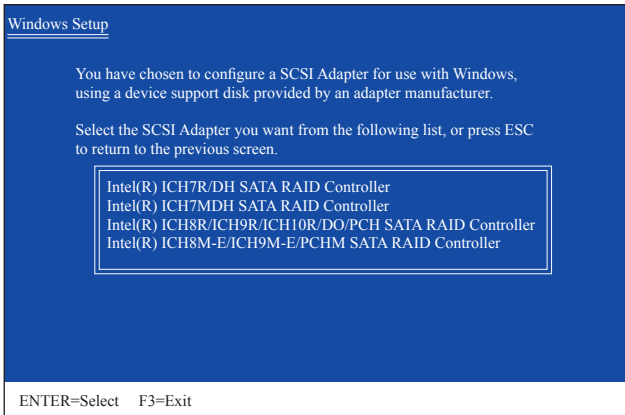 Windows Setup
You have chosen to configure a SCSI Adapter for use with Windows,
using a device support disk provided by an adapter manufacturer.
Select the SCSI Adapter you want from the following list, or press ESC
to return to the previous screen.
Intel(R) ICH7R/DH SATA RAID Controller
Intel(R) ICH7MDH SATA RAID Controller
Intel(R) ICH8R/ICH9R/ICH10R/DO/PCH SATA RAID Controller
Intel(R) ICH8M-E/ICH9M-E/PCHM SATA RAID Controller
ENTER=Select F3=Exit